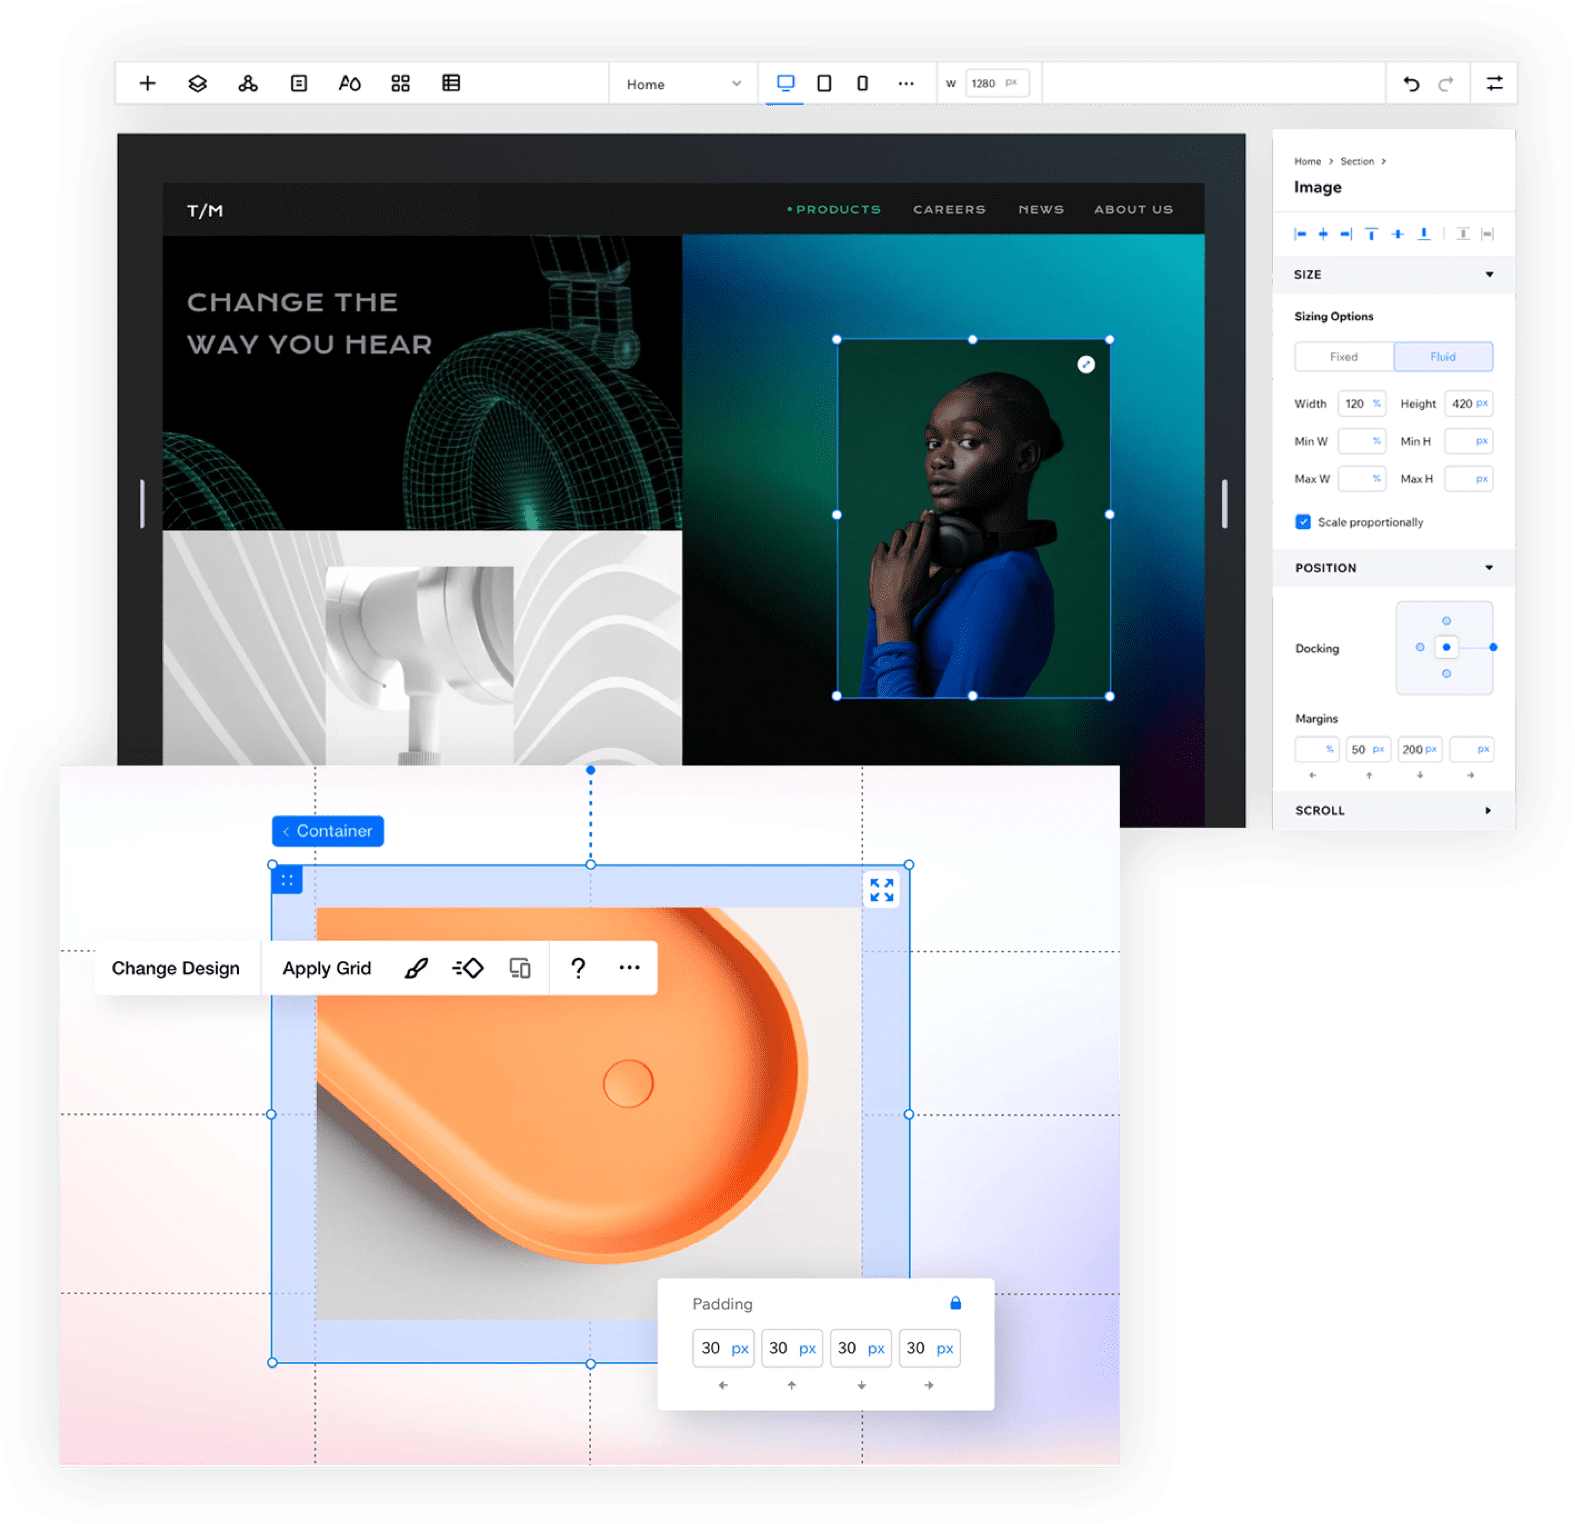 Home
W 1280 px
T/M
PRODUCTS CAREERS NEWS ABOUT US
CHANGE THE
WAY YOU HEAR
Home > Section >
Image
SIZE
Sizing Options
Fixed Fluid
Width 120 % Height 420 px
Min W % Min H px
Max W % Max H px
Scale proportionally
POSITION
Docking
Margins
% 50 px 200 px px
SCROLL
< Container
Change Design Apply Grid ? ...
Padding
30 px 30 px 30 px 30 px